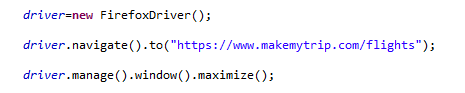 driver=new FirefoxDriver();
driver.navigate().to("https://www.makemytrip.com/flights");
driver.manage().window().maximize();